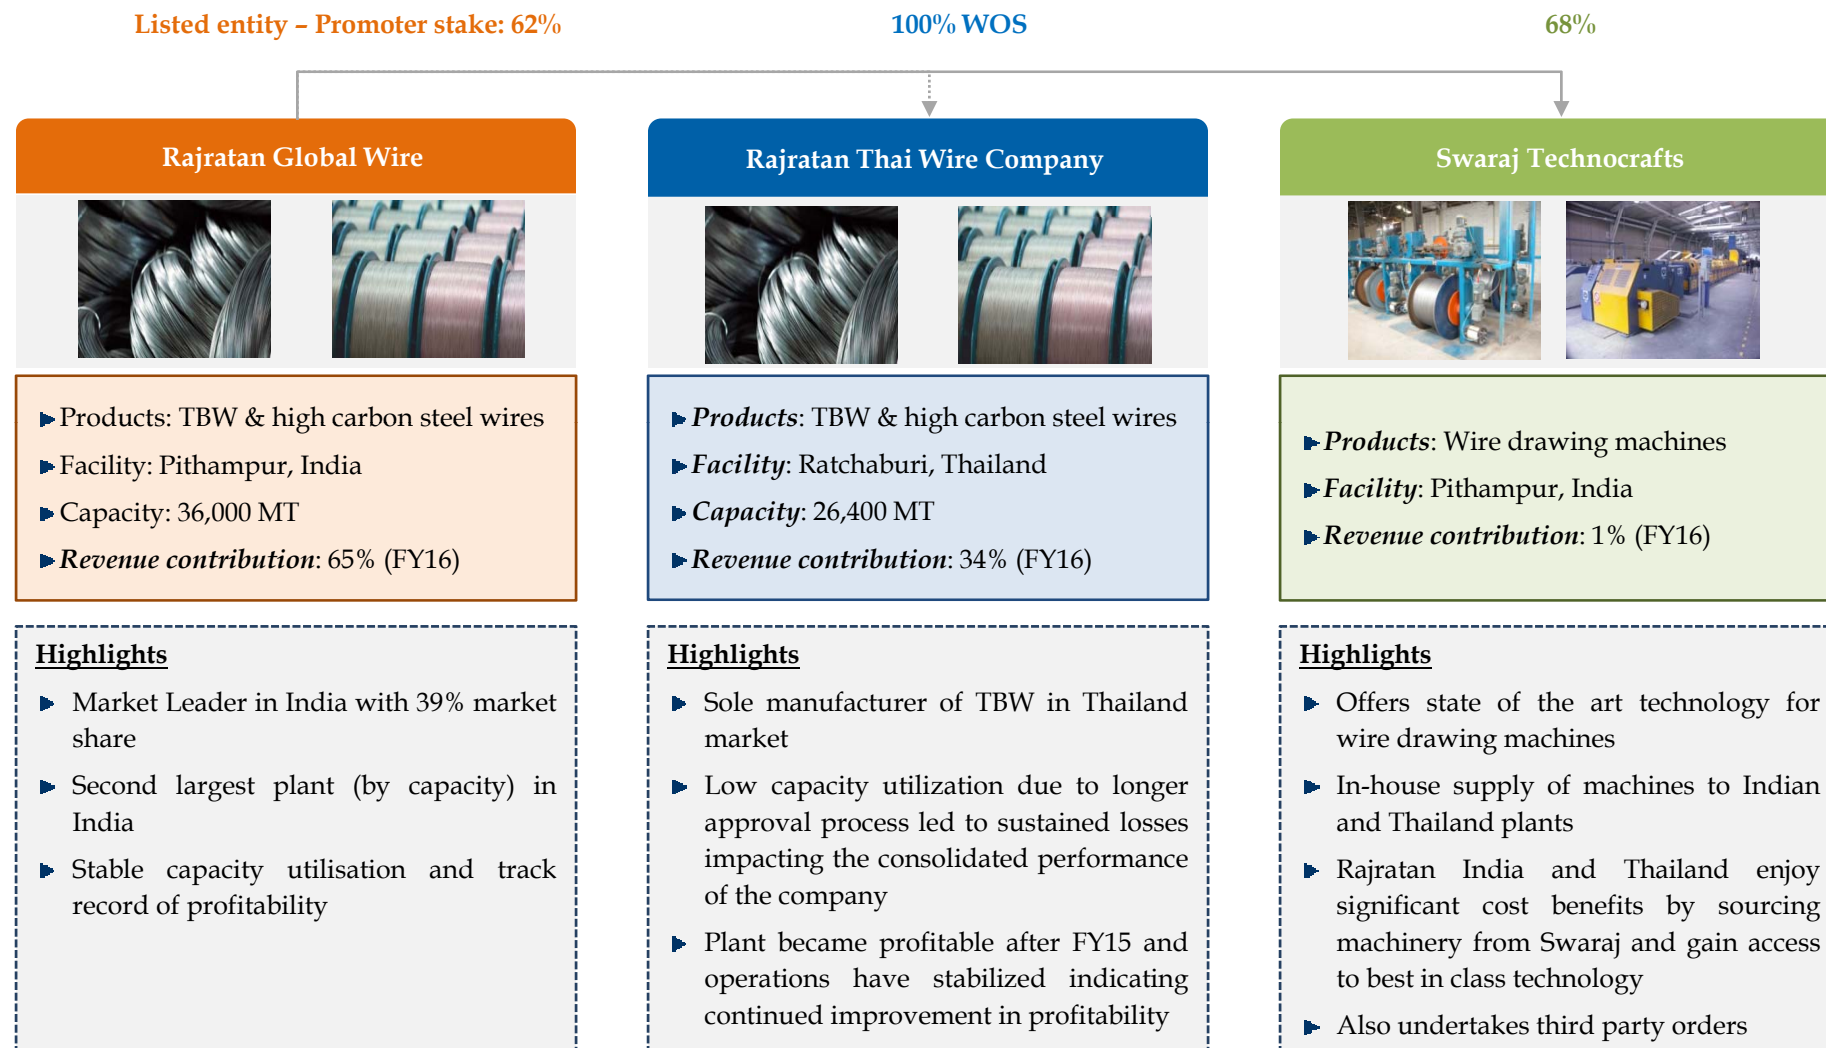 Listed entity – Promoter stake: 62%
100% WOS
68%
Rajratan Global Wire
Products: TBW & high carbon steel wires
Facility: Pithampur, India
Capacity: 36,000 MT
Revenue contribution: 65% (FY16)
Highlights
Market Leader in India with 39% market
share
Second largest plant (by capacity) in
India
Stable capacity utilisation and track
record of profitability
Rajratan Thai Wire Company
Products: TBW & high carbon steel wires
Facility: Ratchaburi, Thailand
Capacity: 26,400 MT
Revenue contribution: 34% (FY16)
Highlights
Sole manufacturer of TBW in Thailand
market
Low capacity utilization due to longer
approval process led to sustained losses
impacting the consolidated performance
of the company
Plant became profitable after FY15 and
operations have stabilized indicating
continued improvement in profitability
Swaraj Technocrafts
Products: Wire drawing machines
Facility: Pithampur, India
Revenue contribution: 1% (FY16)
Highlights
Offers state of the art technology for
wire drawing machines
In-house supply of machines to Indian
and Thailand plants
Rajratan India and Thailand enjoy
significant cost benefits by sourcing
machinery from Swaraj and gain access
to best in class technology
Also undertakes third party orders